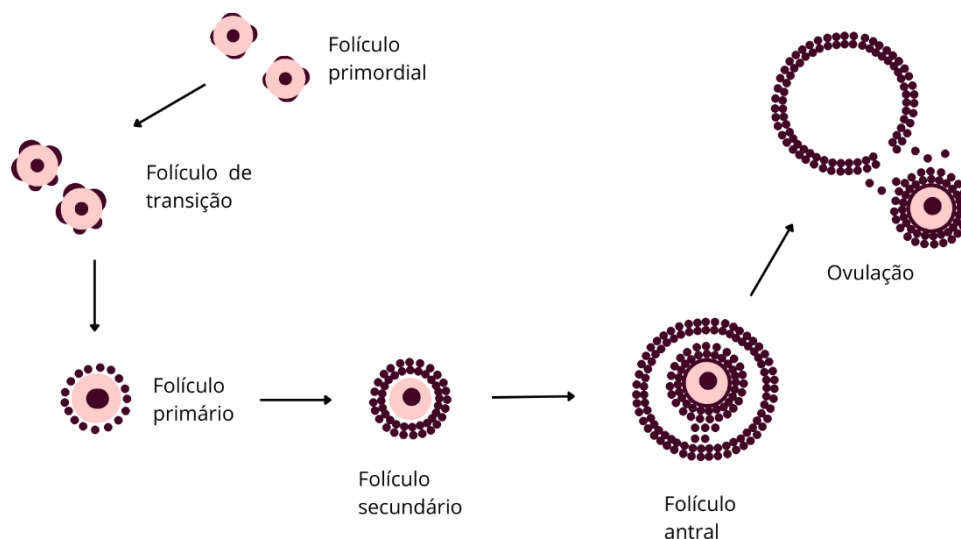 Folículo
primordial
Folículo de
transição
Folículo
primário
Folículo
secundário
Folículo
antral
Ovulação